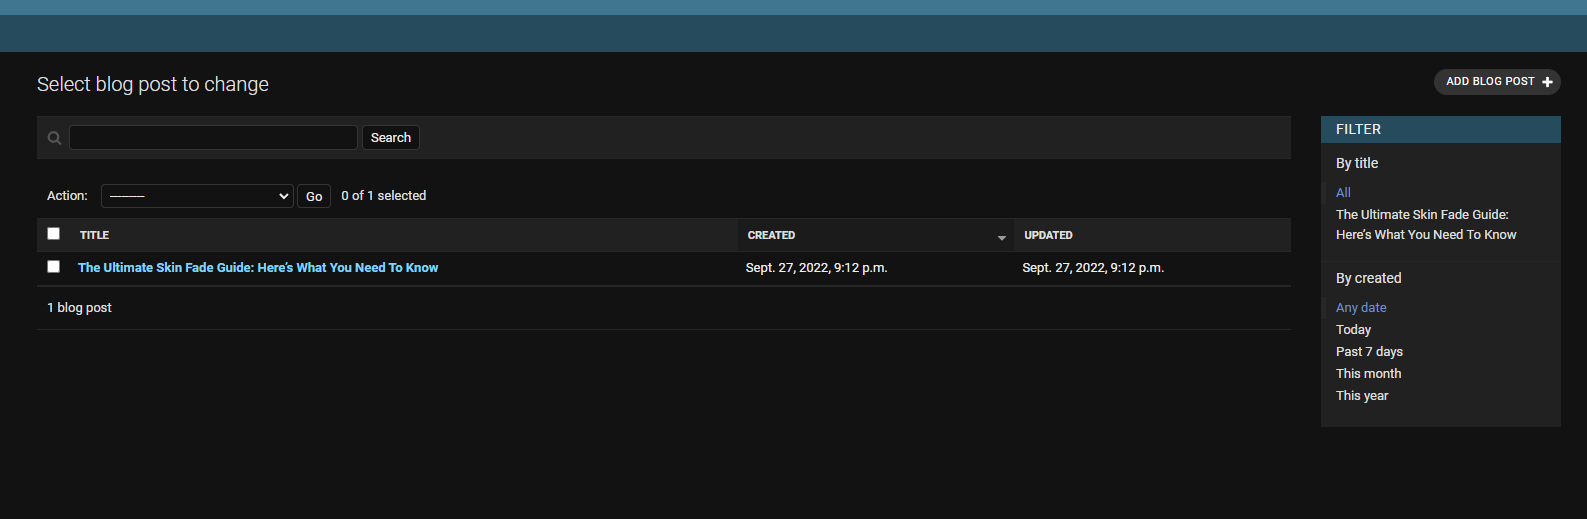 Select blog post to change
ADD BLOG POST +
Search
Action: --------- Go 0 of 1 selected
TITLE CREATED UPDATED
The Ultimate Skin Fade Guide: Here’s What You Need To Know Sept. 27, 2022, 9:12 p.m. Sept. 27, 2022, 9:12 p.m.
1 blog post
FILTER
By title
All
The Ultimate Skin Fade Guide:
Here’s What You Need To Know
By created
Any date
Today
Past 7 days
This month
This year